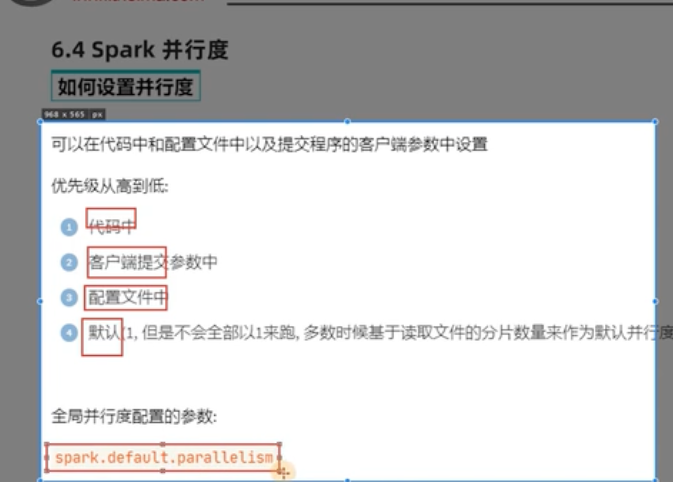 6.4 Spark 并行度
如何设置并行度
968 x 565 px
可以在代码中和配置文件中以及提交程序的客户端参数中设置
优先级从高到低:
1 代码中
2 客户端提交参数中
3 配置文件中
4 默认(1, 但是不会全部以1来跑, 多数时候基于读取文件的分片数量来作为默认并行度
全局并行度配置的参数:
spark.default.parallelism